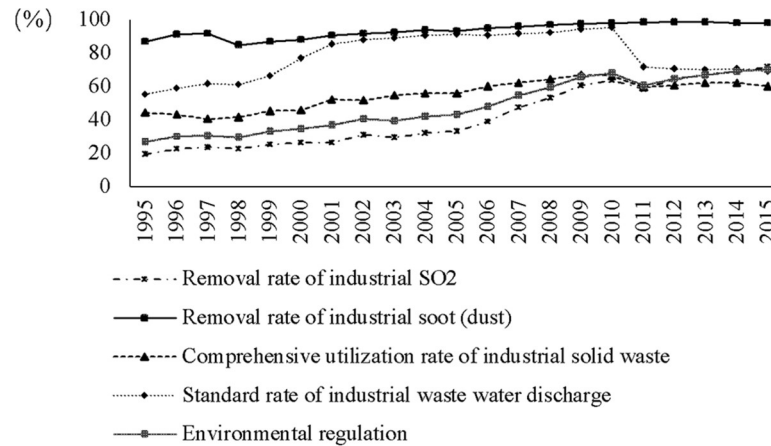 (%)
100
80
60
40
20
0
1995 1996 1997 1998 1999 2000 2001 2002 2003 2004 2005 2006 2007 2008 2009 2010 2011 2012 2013 2014 2015
Removal rate of industrial SO2
Removal rate of industrial soot (dust)
Comprehensive utilization rate of industrial solid waste
Standard rate of industrial waste water discharge
Environmental regulation